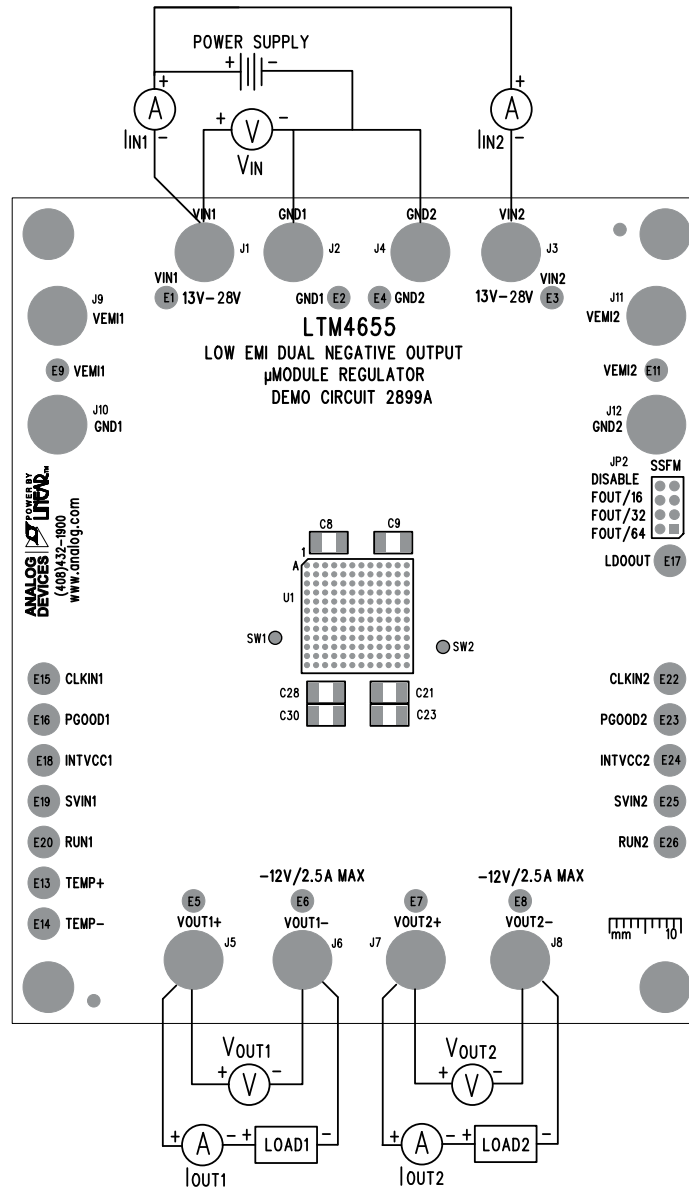 POWER SUPPLY
+ -
+ A - IIN1
+ V - VIN
+ A - IIN2
VIN1 GND1 GND2 VIN2
J1 J2 J4 J3
VIN1
E1 13V-28V
GND1 E2
E4 GND2
VIN2
13V-28V E3
J9
VEMI1
E9 VEMI1
J10
GND1
J11
VEMI2
VEMI2 E11
J12
GND2
LTM4655
LOW EMI DUAL NEGATIVE OUTPUT
µMODULE REGULATOR
DEMO CIRCUIT 2899A
JP2 SSFM
DISABLE
FOUT/16
FOUT/32
FOUT/64
LDOOUT E17
ANALOG DEVICES
POWER BY LINEAR™
(408)432-1900
www.analog.com
C8 C9
1
A
U1
SW1 SW2
C28 C21
C30 C23
E15 CLKIN1
E16 PGOOD1
E18 INTVCC1
E19 SVIN1
E20 RUN1
E13 TEMP+
E14 TEMP-
CLKIN2 E22
PGOOD2 E23
INTVCC2 E24
SVIN2 E25
RUN2 E26
-12V/2.5A MAX -12V/2.5A MAX
E5 E6 E7 E8
VOUT1+ VOUT1- VOUT2+ VOUT2-
J5 J6 J7 J8
mm 10
VOUT1 VOUT2
+ V - + V -
+ A - + LOAD1 - + A - + LOAD2 -
IOUT1 IOUT2